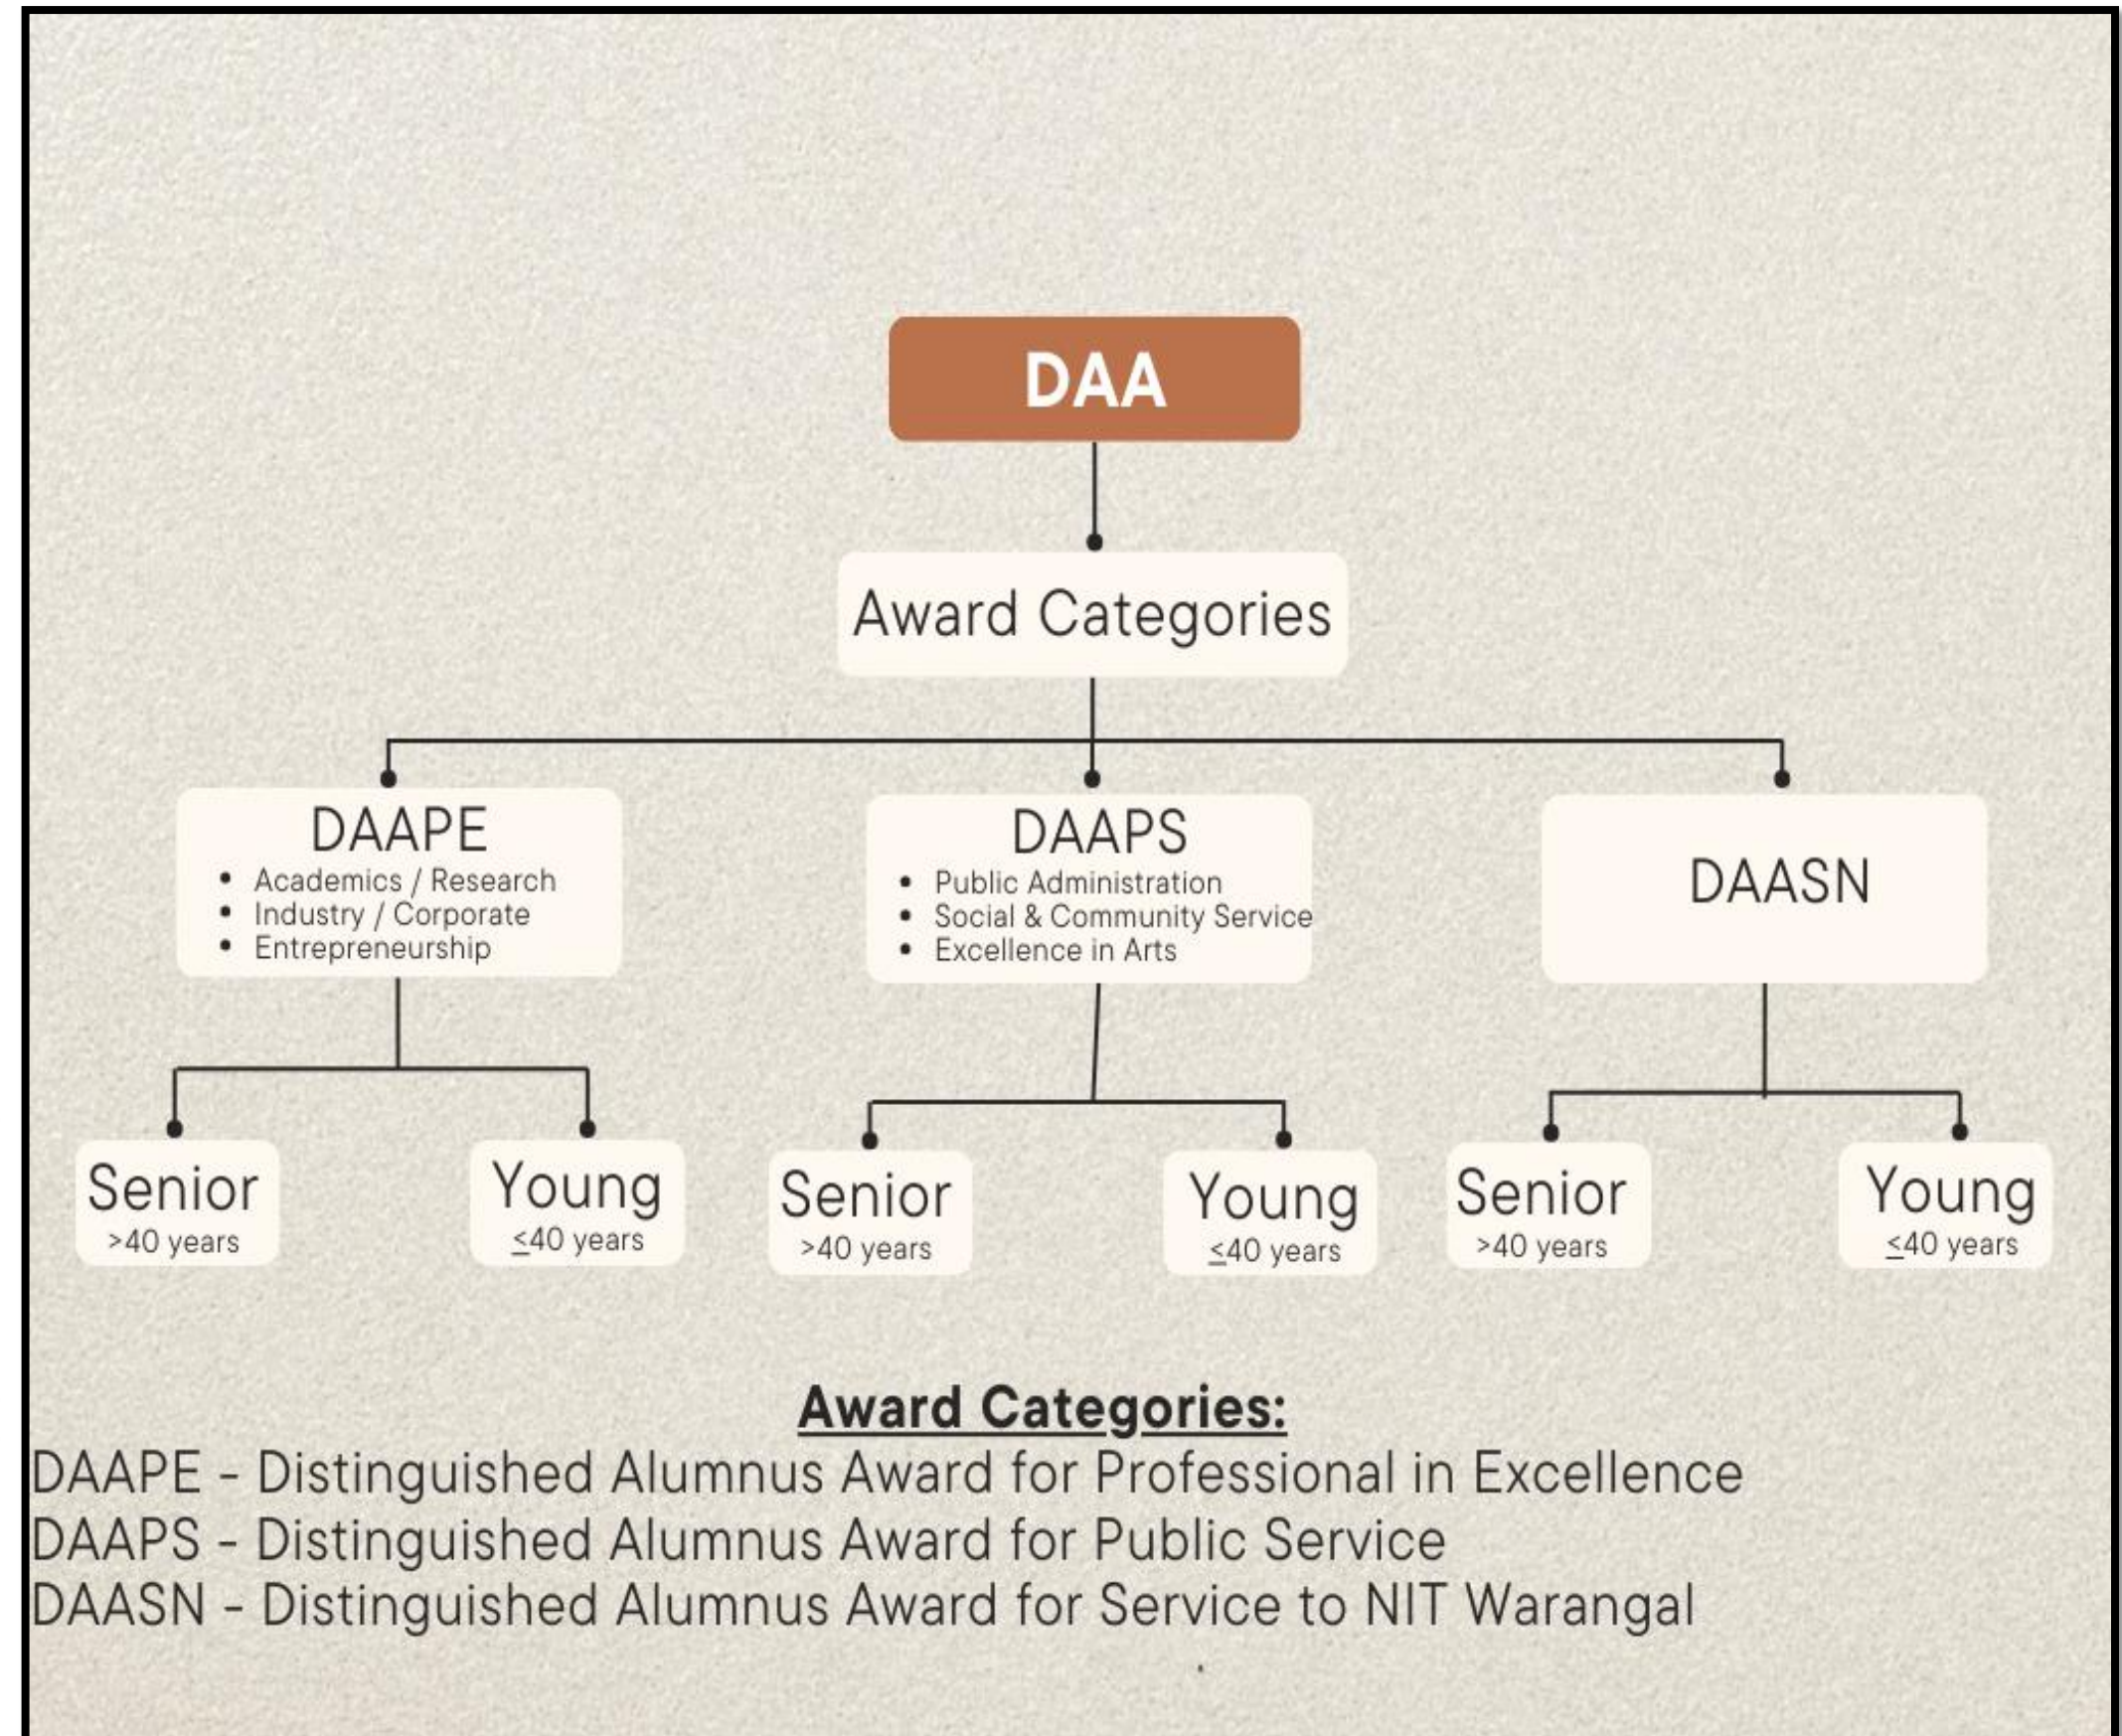 DAA
Award Categories
DAAPE
• Academics / Research
• Industry / Corporate
• Entrepreneurship
DAAPS
• Public Administration
• Social & Community Service
• Excellence in Arts
DAASN
Senior
>40 years
Young
≤40 years
Senior
>40 years
Young
≤40 years
Senior
>40 years
Young
≤40 years
Award Categories:
DAAPE - Distinguished Alumnus Award for Professional in Excellence
DAAPS - Distinguished Alumnus Award for Public Service
DAASN - Distinguished Alumnus Award for Service to NIT Warangal